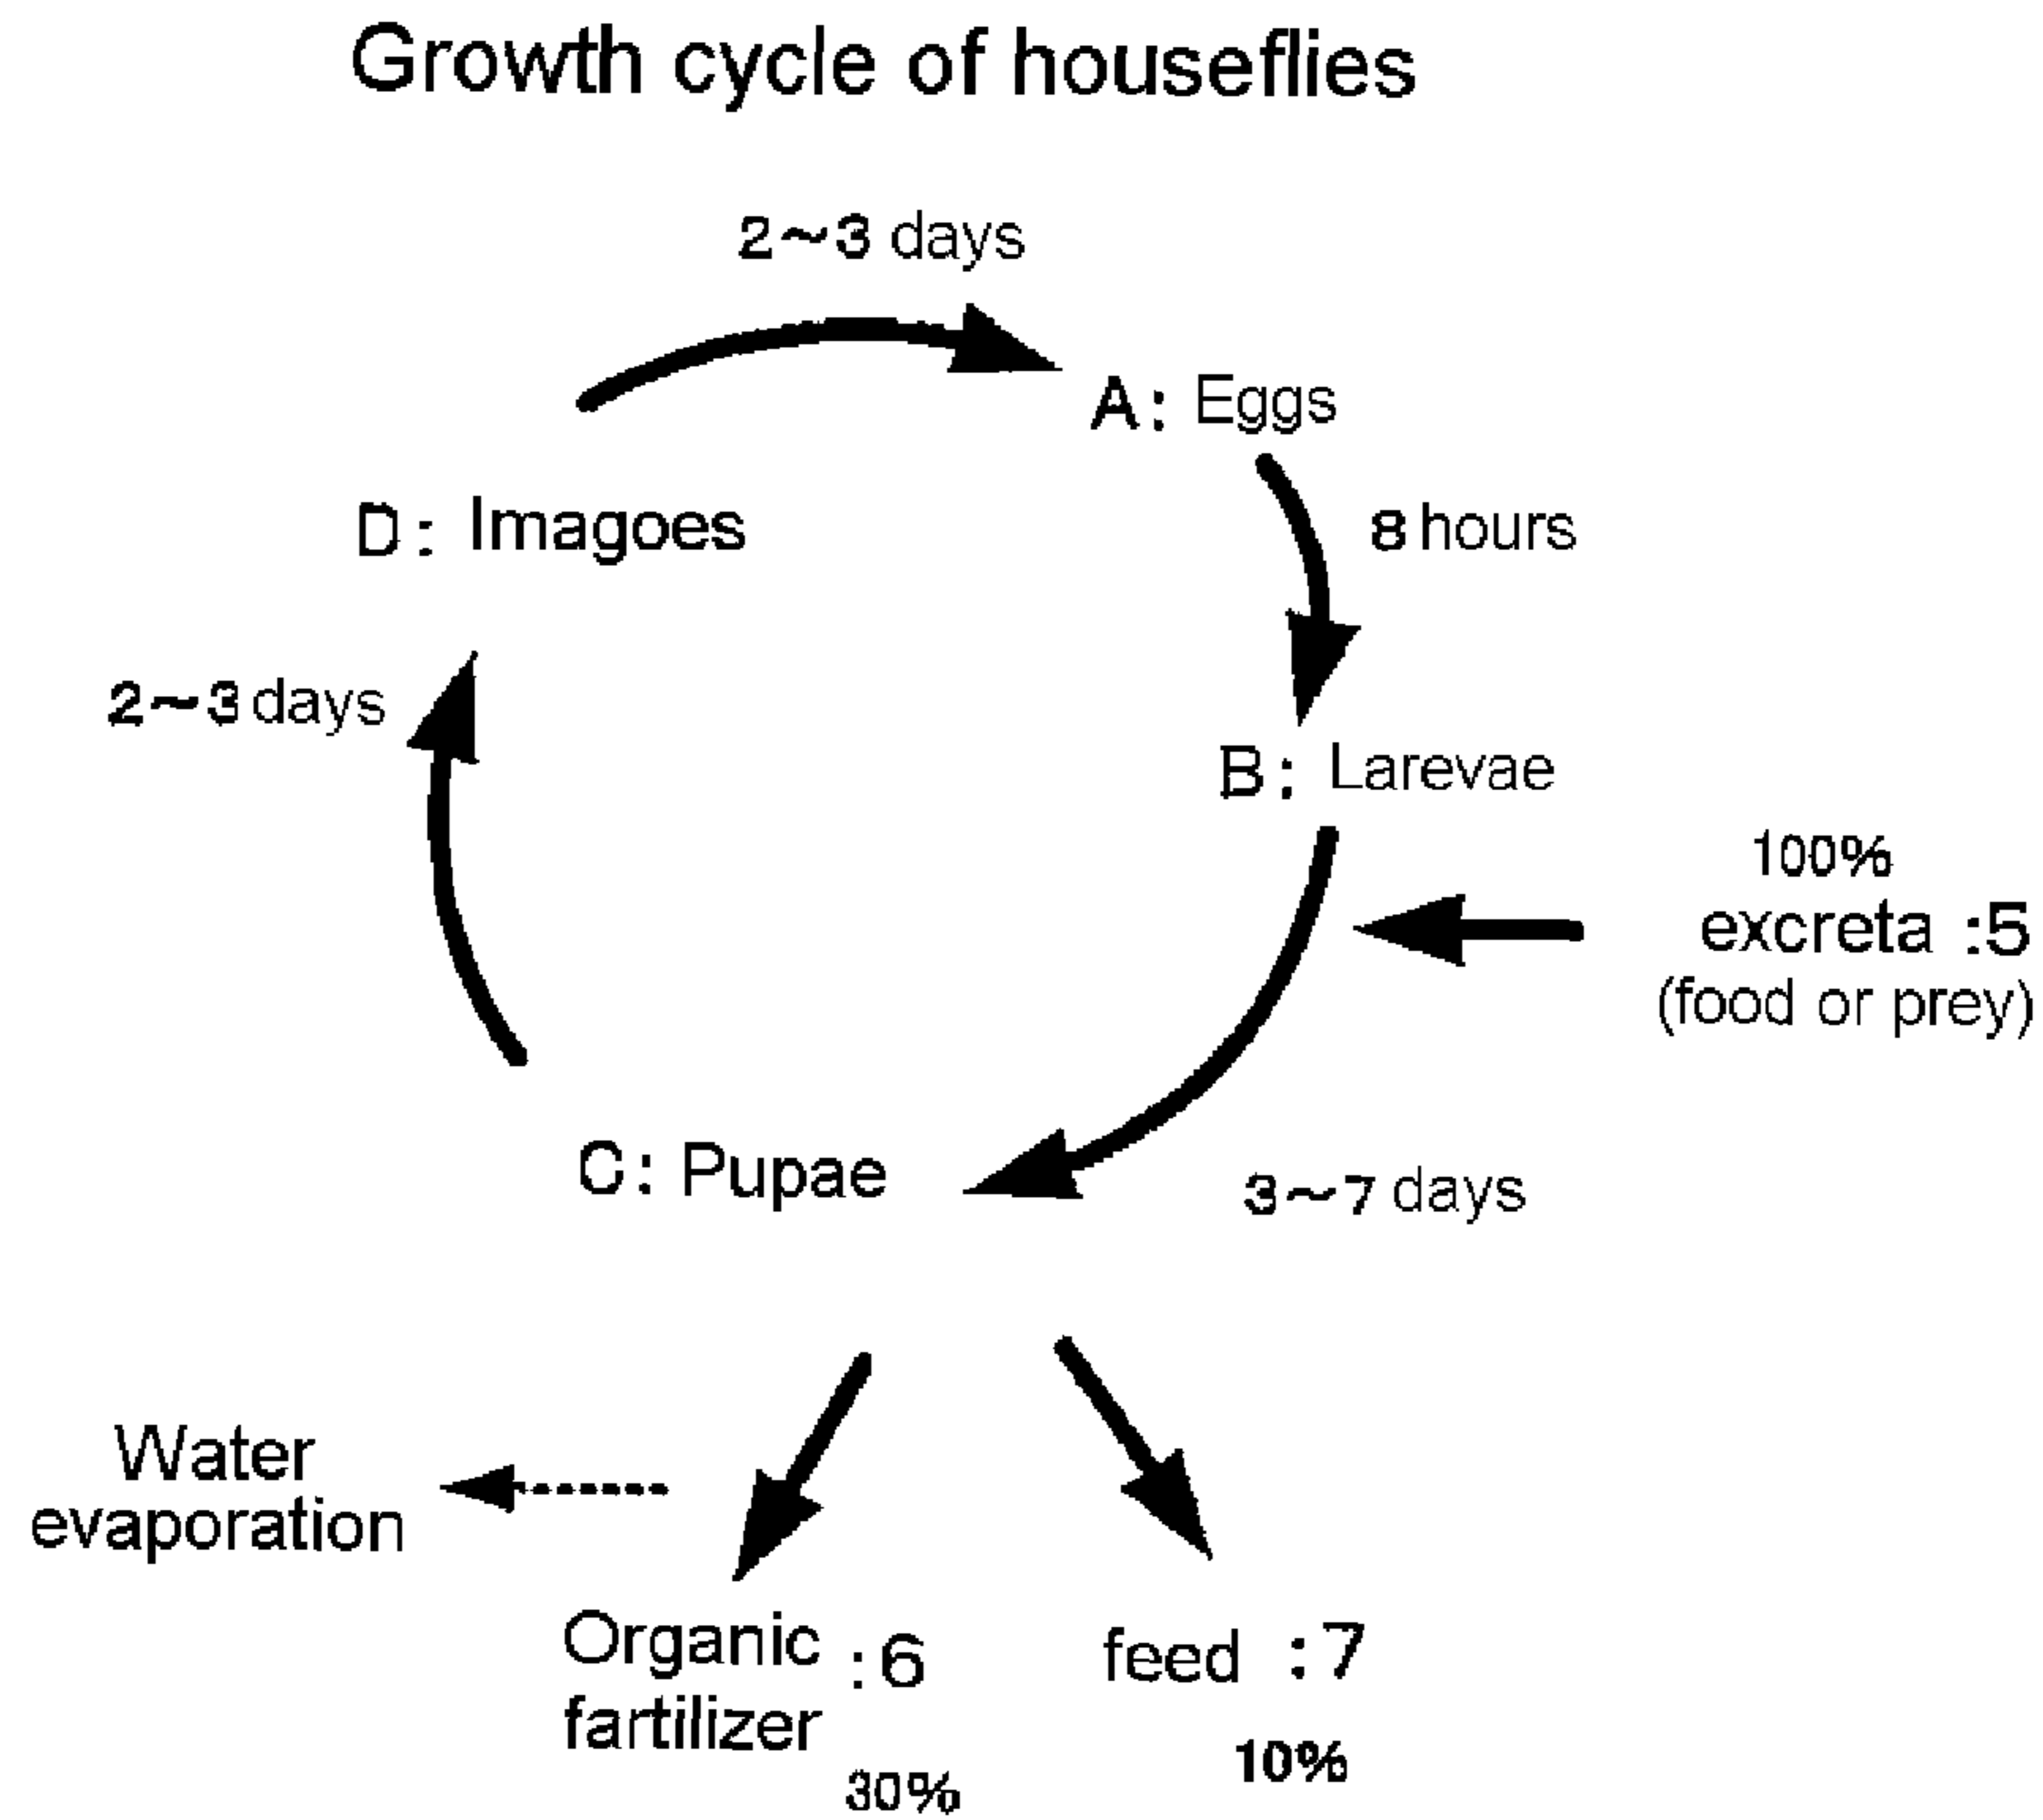 Growth cycle of houseflies
2~3 days
A: Eggs
D: Imagoes
8 hours
2~3 days
B: Larevae
100%
excreta :5
(food or prey)
C: Pupae
3~7 days
Water
evaporation
Organic :6
fartilizer
30%
feed :7
10%